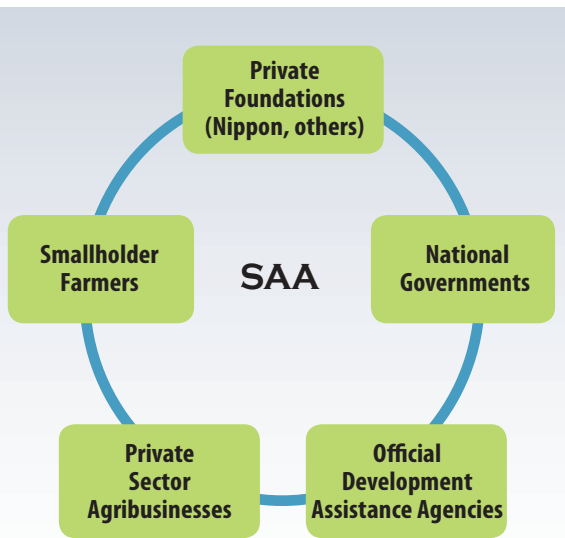 Private
Foundations
(Nippon, others)
Smallholder
Farmers
SAA
National
Governments
Private
Sector
Agribusinesses
Official
Development
Assistance Agencies